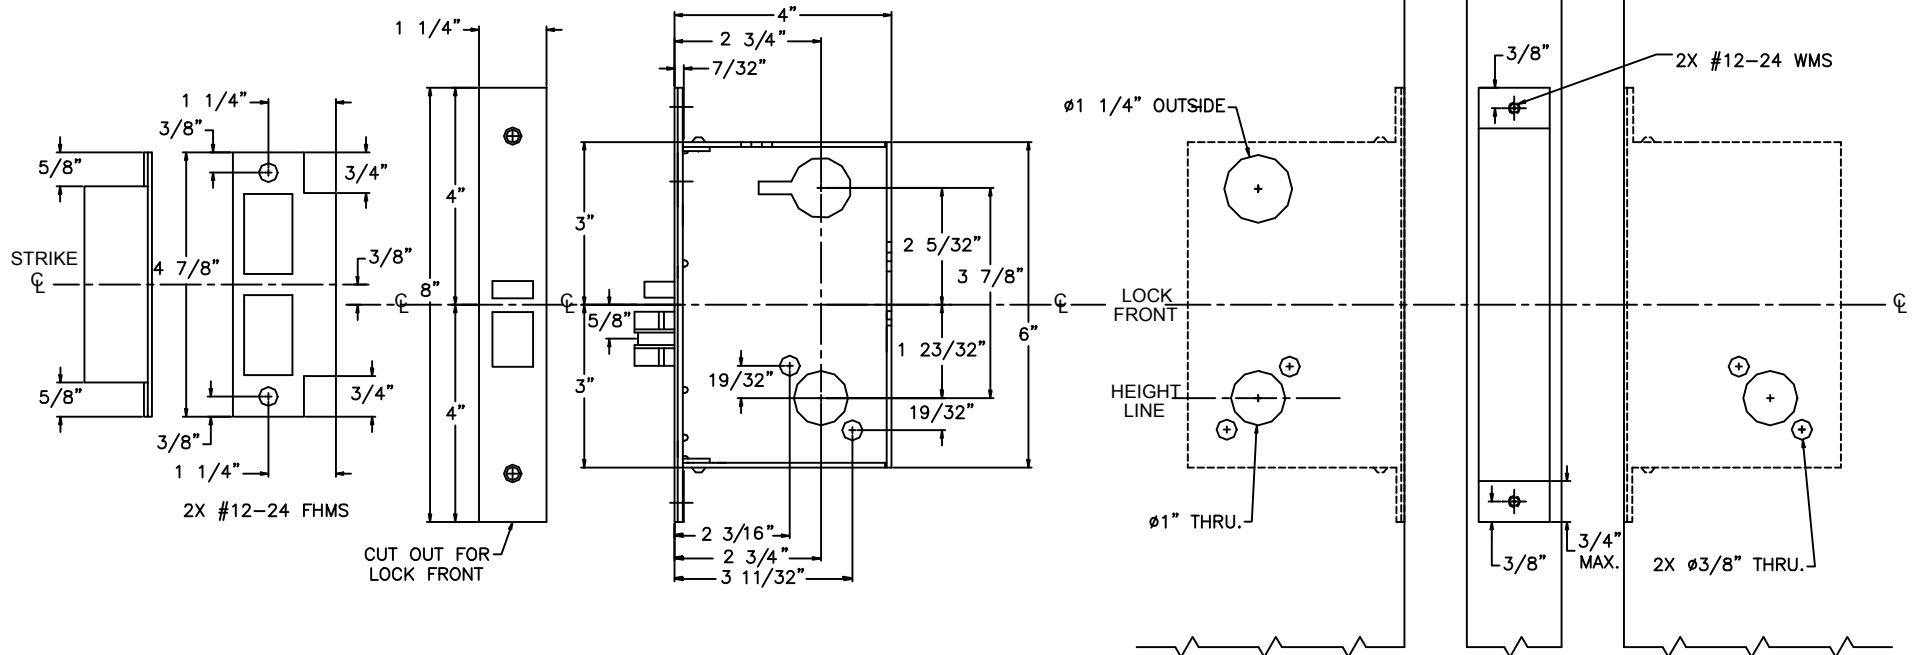 1 1/4”
3/8”
5/8”
3/4”
STRIKE
℄
4 7/8”
3/8”
5/8”
3/4”
3/8”
1 1/4”
2X #12–24 FHMS
1 1/4”
4”
8”
℄
℄
4”
CUT OUT FOR
LOCK FRONT
4”
2 3/4”
7/32”
3”
2 5/32”
3 7/8”
5/8”
6”
1 23/32”
3”
19/32”
19/32”
2 3/16”
2 3/4”
3 11/32”
℄
LOCK
FRONT
HEIGHT
LINE
ø1 1/4” OUTSIDE
ø1” THRU.
3/8”
2X #12–24 WMS
℄
3/8”
3/4”
MAX.
2X ø3/8” THRU.